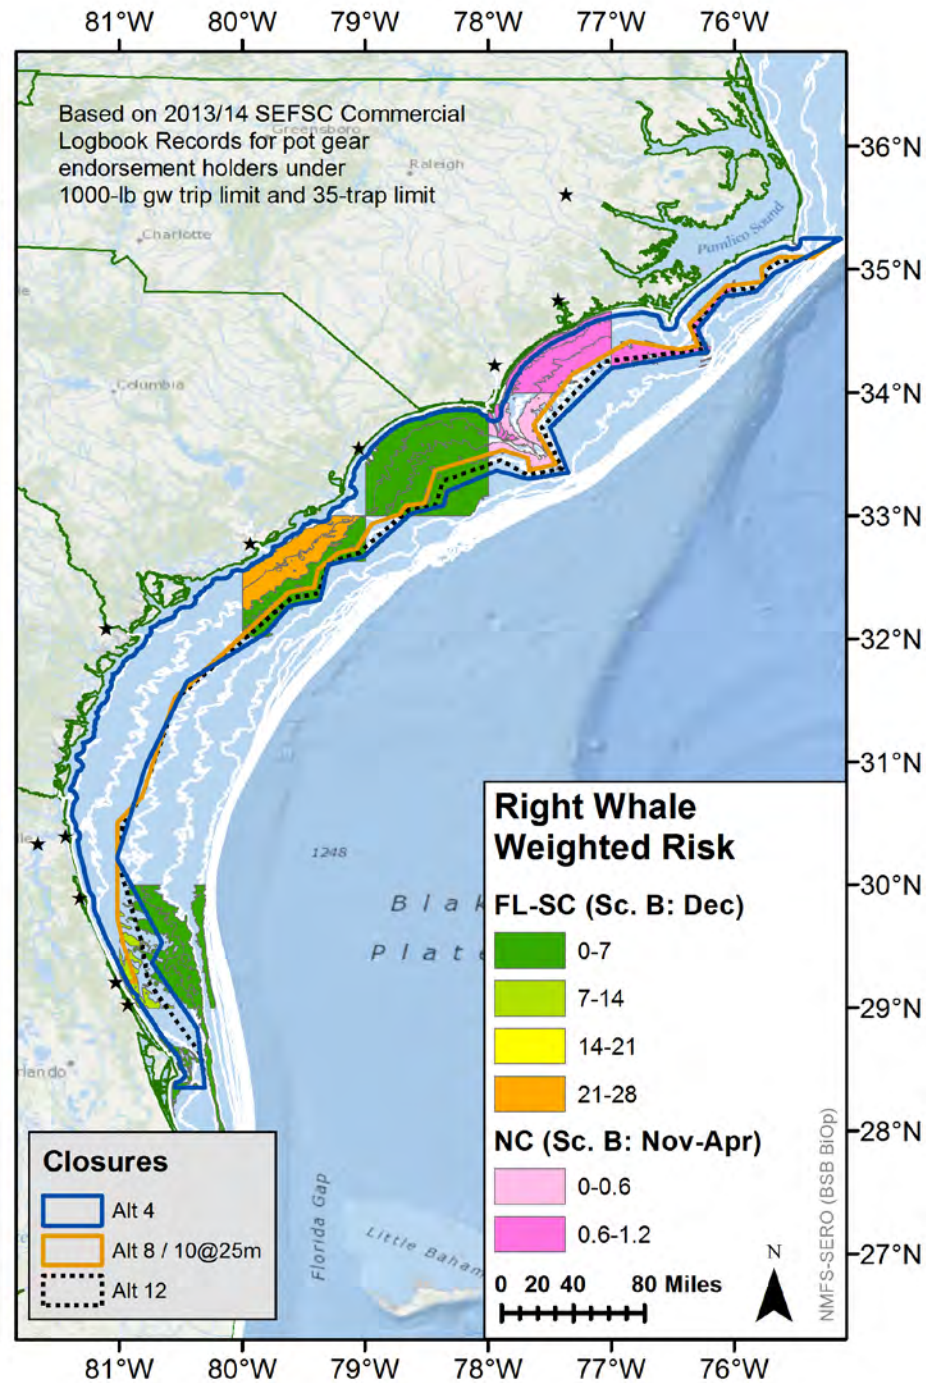 81°W 80°W 79°W 78°W 77°W 76°W
Based on 2013/14 SEFSC Commercial
Logbook Records for pot gear
endorsement holders under
1000-lb gw trip limit and 35-trap limit
Greensboro
Raleigh
Charlotte
Columbia
Pamlico Sound
36°N
35°N
34°N
33°N
32°N
31°N
30°N
29°N
28°N
27°N
1248
Blak
Plate
rlando
Florida Gap
Little Baham
Right Whale
Weighted Risk
FL-SC (Sc. B: Dec)
0-7
7-14
14-21
21-28
NC (Sc. B: Nov-Apr)
0-0.6
0.6-1.2
0 20 40 80 Miles
N
NMFS-SERO (BSB BiOp)
Closures
Alt 4
Alt 8 / 10@25m
Alt 12
81°W 80°W 79°W 78°W 77°W 76°W